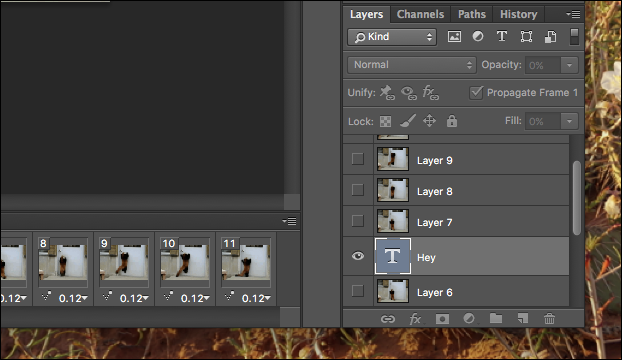 Layers Channels Paths History
Kind T
Normal Opacity: 0%
Unify: Propagate Frame 1
Lock: Fill: 0%
Layer 9
Layer 8
Layer 7
T Hey
Layer 6
fx
8 9 10 11
0.12 0.12 0.12 0.12 0.12